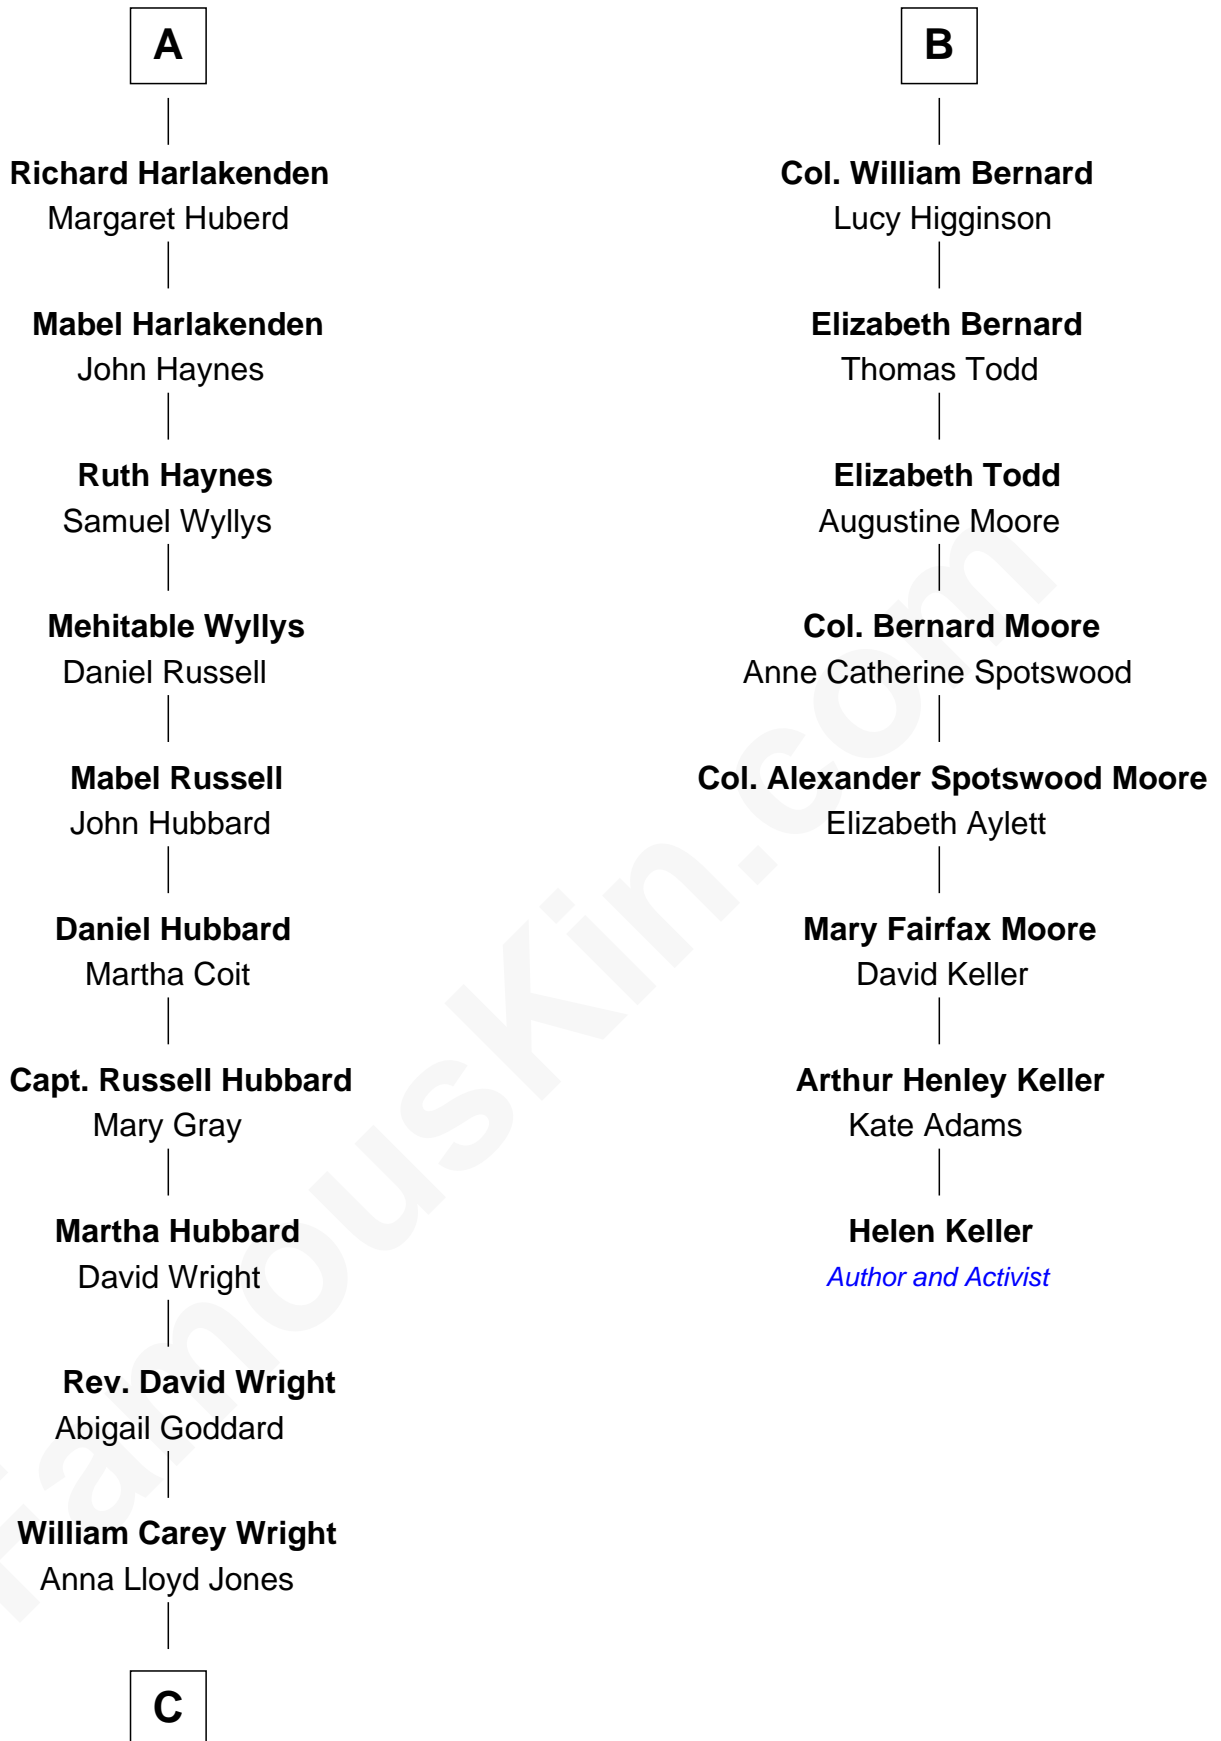 A
Richard Harlakenden
Margaret Huberd
Mabel Harlakenden
John Haynes
Ruth Haynes
Samuel Wyllys
Mehitable Wyllys
Daniel Russell
Mabel Russell
John Hubbard
Daniel Hubbard
Martha Coit
Capt. Russell Hubbard
Mary Gray
Martha Hubbard
David Wright
Rev. David Wright
Abigail Goddard
William Carey Wright
Anna Lloyd Jones
C
B
Col. William Bernard
Lucy Higginson
Elizabeth Bernard
Thomas Todd
Elizabeth Todd
Augustine Moore
Col. Bernard Moore
Anne Catherine Spotswood
Col. Alexander Spotswood Moore
Elizabeth Aylett
Mary Fairfax Moore
David Keller
Arthur Henley Keller
Kate Adams
Helen Keller
Author and Activist
FamousKin.com